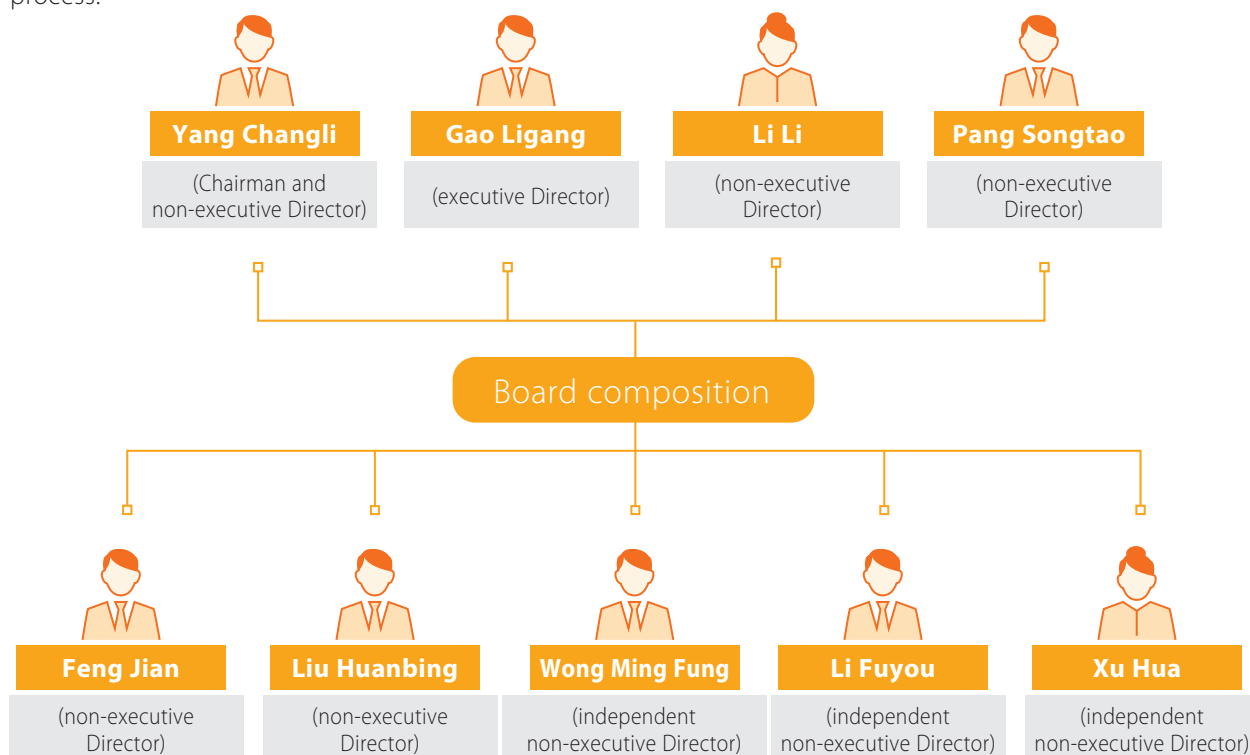 process.
Yang Changli
(Chairman and
non-executive Director)
Gao Ligang
(executive Director)
Li Li
(non-executive
Director)
Pang Songtao
(non-executive
Director)
Board composition
Feng Jian
(non-executive
Director)
Liu Huanbing
(non-executive
Director)
Wong Ming Fung
(independent
non-executive Director)
Li Fuyou
(independent
non-executive Director)
Xu Hua
(independent
non-executive Director)